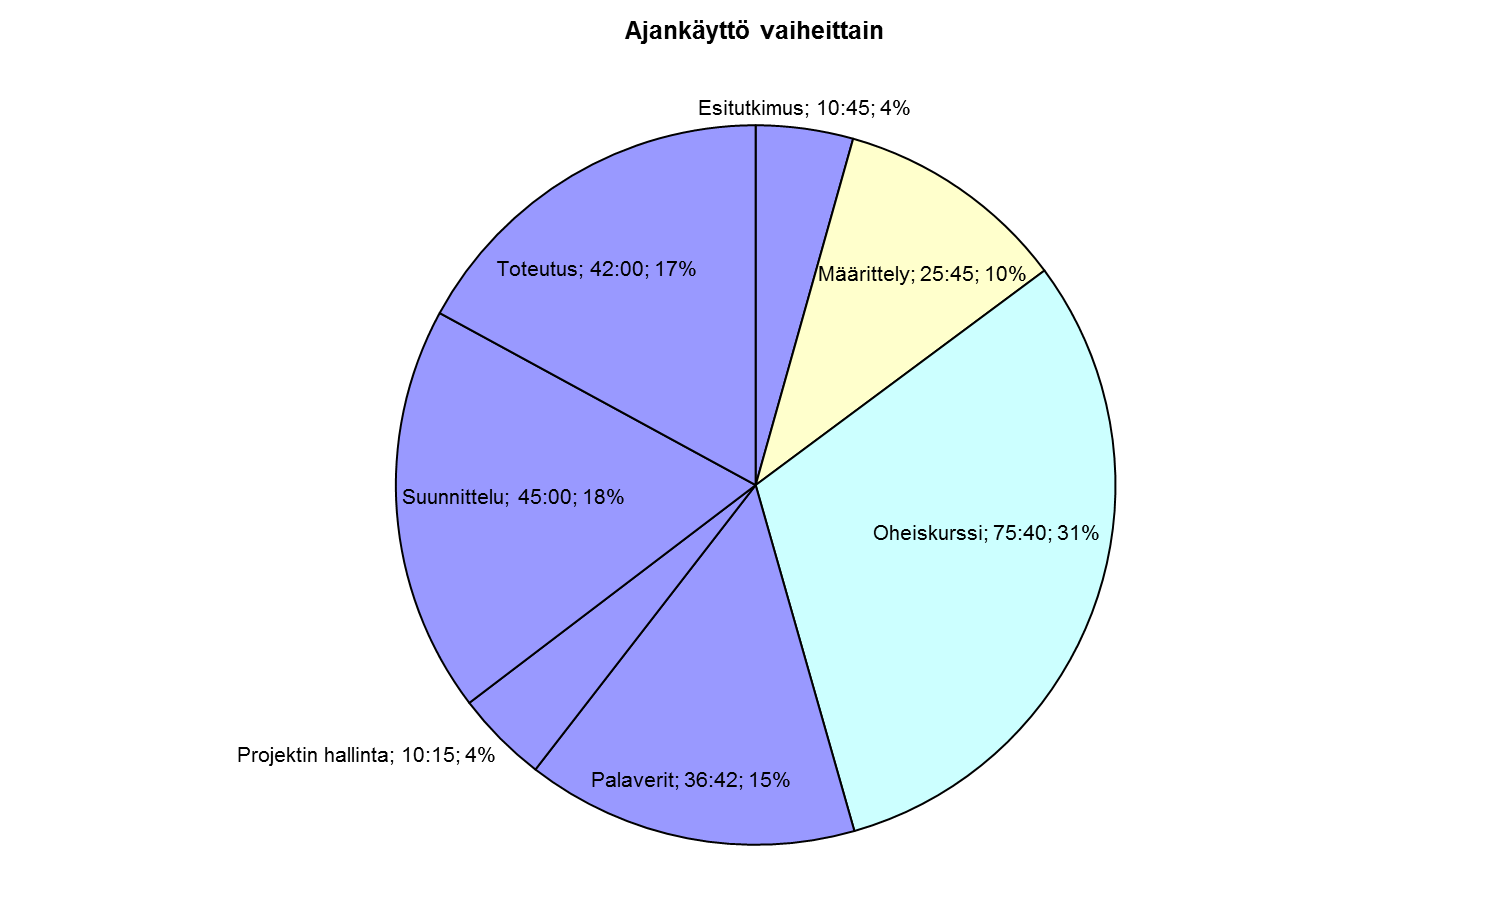 Ajankäyttö vaiheittain
Esitutkimus; 10:45; 4%
Toteutus; 42:00; 17%
Määrittely; 25:45; 10%
Suunnittelu; 45:00; 18%
Oheiskurssi; 75:40; 31%
Projektin hallinta; 10:15; 4%
Palaverit; 36:42; 15%